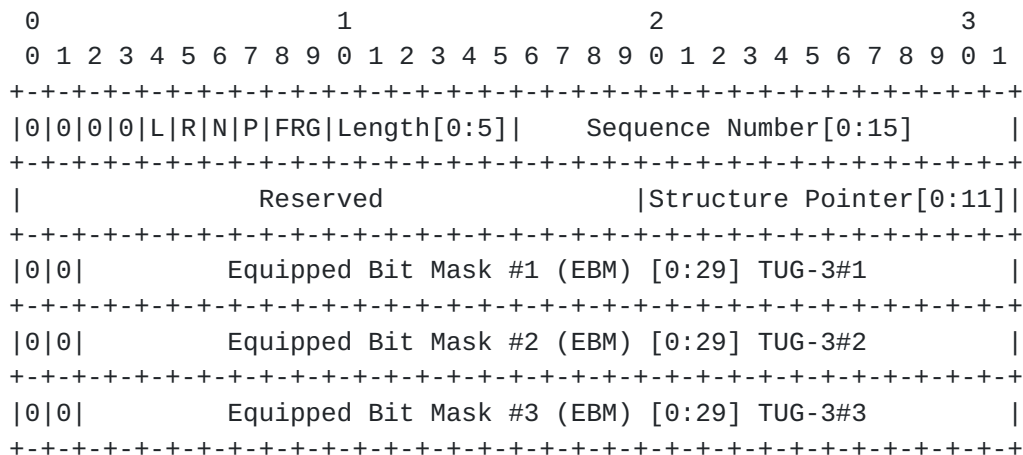 0                   1                   2                   3
 0 1 2 3 4 5 6 7 8 9 0 1 2 3 4 5 6 7 8 9 0 1 2 3 4 5 6 7 8 9 0 1
+-+-+-+-+-+-+-+-+-+-+-+-+-+-+-+-+-+-+-+-+-+-+-+-+-+-+-+-+-+-+-+-+
|0|0|0|0|L|R|N|P|FRG|Length[0:5]|    Sequence Number[0:15]      |
+-+-+-+-+-+-+-+-+-+-+-+-+-+-+-+-+-+-+-+-+-+-+-+-+-+-+-+-+-+-+-+-+
|               Reserved                |Structure Pointer[0:11]|
+-+-+-+-+-+-+-+-+-+-+-+-+-+-+-+-+-+-+-+-+-+-+-+-+-+-+-+-+-+-+-+-+
|0|0|         Equipped Bit Mask #1 (EBM) [0:29] TUG-3#1         |
+-+-+-+-+-+-+-+-+-+-+-+-+-+-+-+-+-+-+-+-+-+-+-+-+-+-+-+-+-+-+-+-+
|0|0|         Equipped Bit Mask #2 (EBM) [0:29] TUG-3#2         |
+-+-+-+-+-+-+-+-+-+-+-+-+-+-+-+-+-+-+-+-+-+-+-+-+-+-+-+-+-+-+-+-+
|0|0|         Equipped Bit Mask #3 (EBM) [0:29] TUG-3#3         |
+-+-+-+-+-+-+-+-+-+-+-+-+-+-+-+-+-+-+-+-+-+-+-+-+-+-+-+-+-+-+-+-+